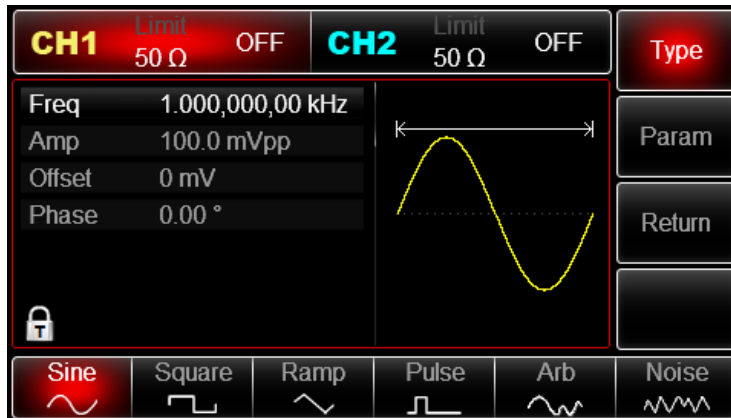 CH1 Limit 50 Ω OFF
CH2 Limit 50 Ω OFF
Type
Freq 1.000,000,00 kHz
Amp 100.0 mVpp
Offset 0 mV
Phase 0.00 °
Param
Return
T
Sine Square Ramp Pulse Arb Noise